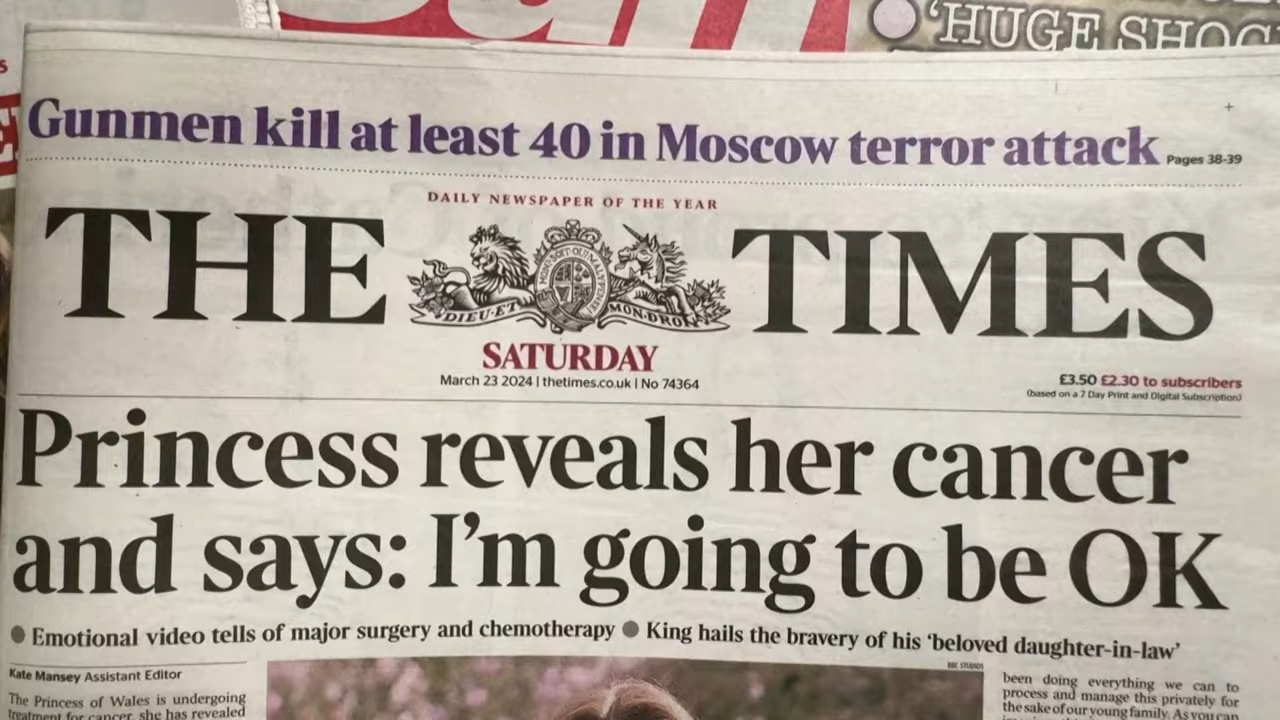 'HUGE SHOC
Gunmen kill at least 40 in Moscow terror attack Pages 38-39
DAILY NEWSPAPER OF THE YEAR
THE TIMES
DIEU·ET MON·DROIT
SATURDAY
March 23 2024 | thetimes.co.uk | No 74364
£3.50 £2.30 to subscribers
(based on a 7 Day Print and Digital Subscription)
Princess reveals her cancer
and says: I'm going to be OK
● Emotional video tells of major surgery and chemotherapy ● King hails the bravery of his 'beloved daughter-in-law'
BBC STUDIOS
Kate Mansey Assistant Editor
The Princess of Wales is undergoing
treatment for cancer, she has revealed
been doing everything we can to
process and manage this privately for
the sake of our young family. As you can